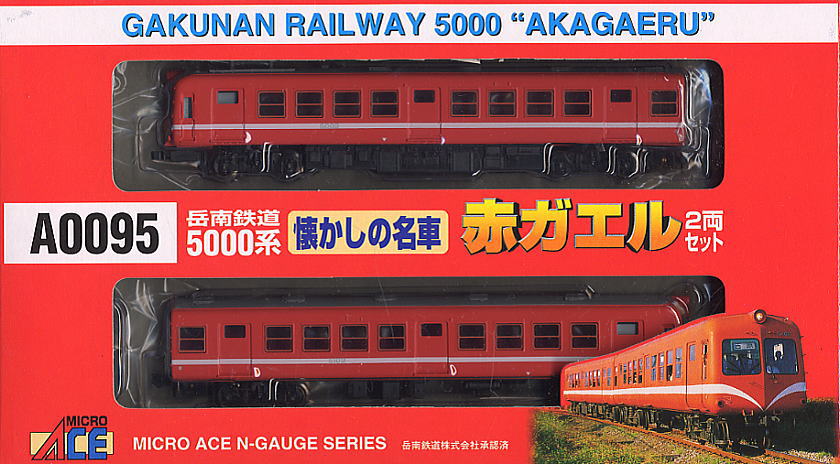 GAKUNAN RAILWAY 5000 “AKAGAERU”
A0095
岳南鉄道
5000系
懐かしの名車
赤ガエル
2両
セット
D
D
MICRO
ACE
MICRO ACE N-GAUGE SERIES
岳南鉄道株式会社承認済